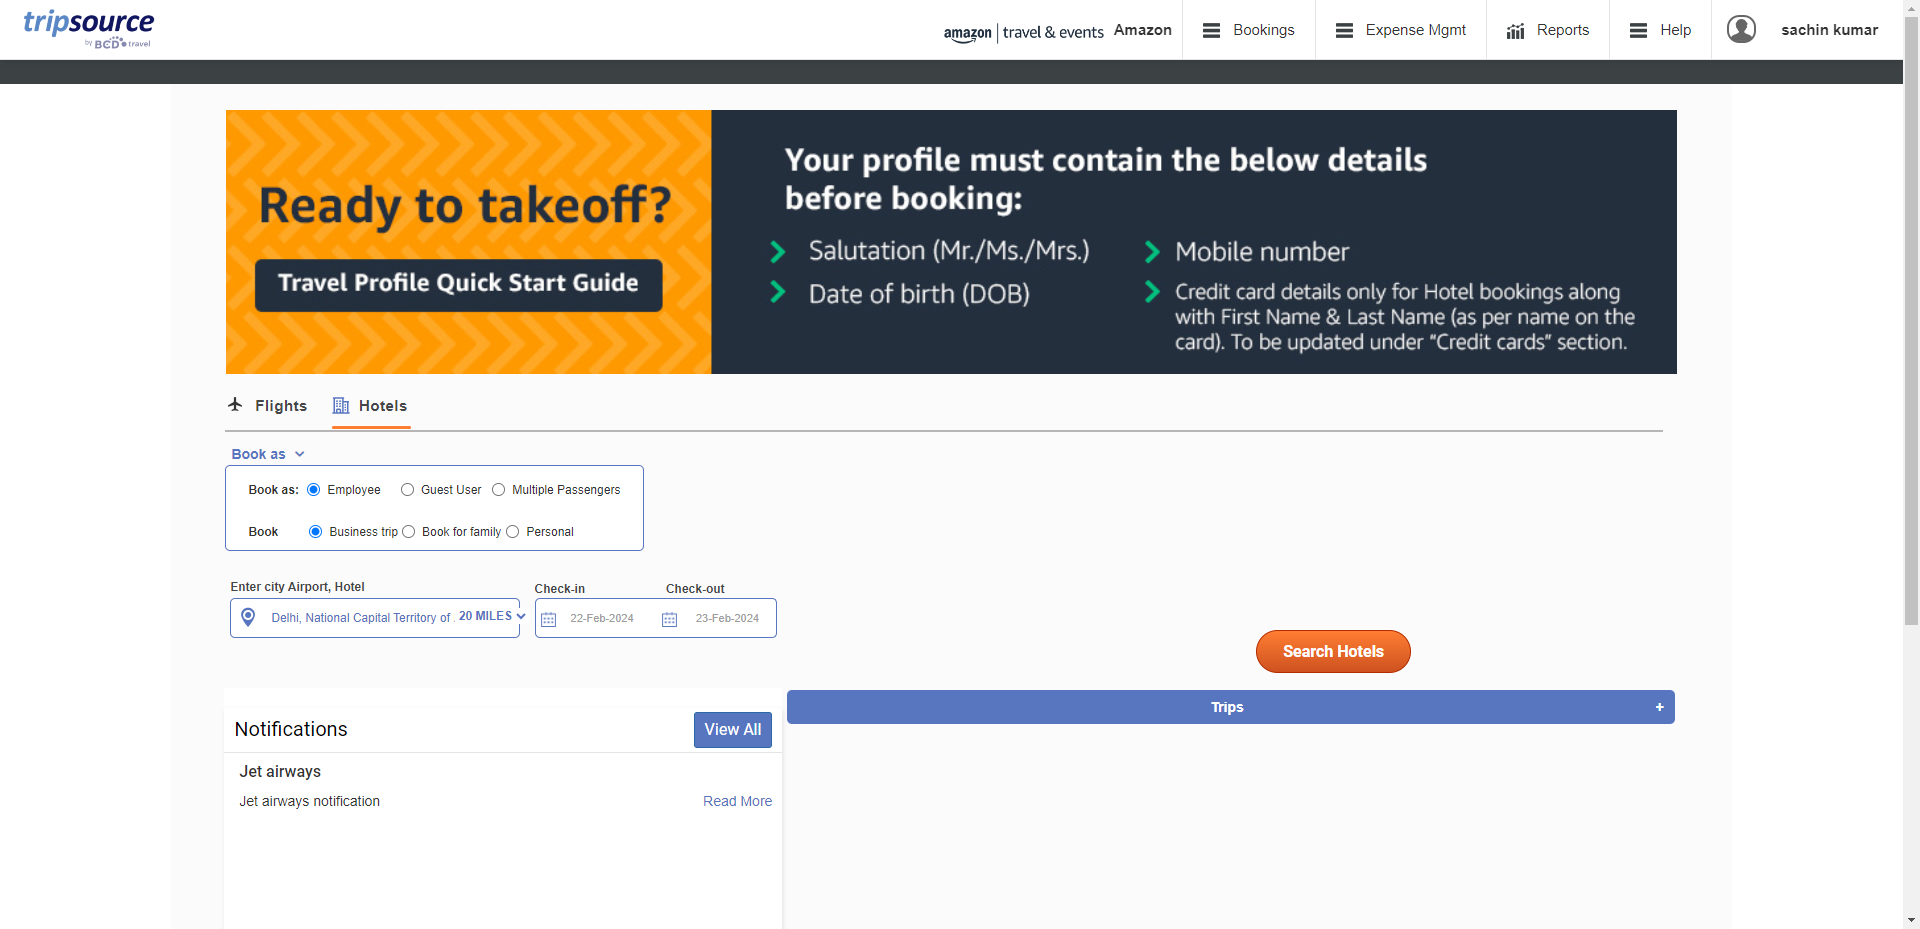 tripsource
by BCD travel
amazon | travel & events
Amazon
Bookings
Expense Mgmt
Reports
Help
sachin kumar
Ready to takeoff?
Travel Profile Quick Start Guide
Your profile must contain the below details
before booking:
Salutation (Mr./Ms./Mrs.)
Date of birth (DOB)
Mobile number
Credit card details only for Hotel bookings along
with First Name & Last Name (as per name on the
card). To be updated under “Credit cards” section.
Flights
Hotels
Book as
Book as: Employee Guest User Multiple Passengers
Book Business trip Book for family Personal
Enter city Airport, Hotel
Delhi, National Capital Territory of
20 MILES
Check-in
Check-out
22-Feb-2024
23-Feb-2024
Search Hotels
Notifications
View All
Jet airways
Jet airways notification
Read More
Trips
+